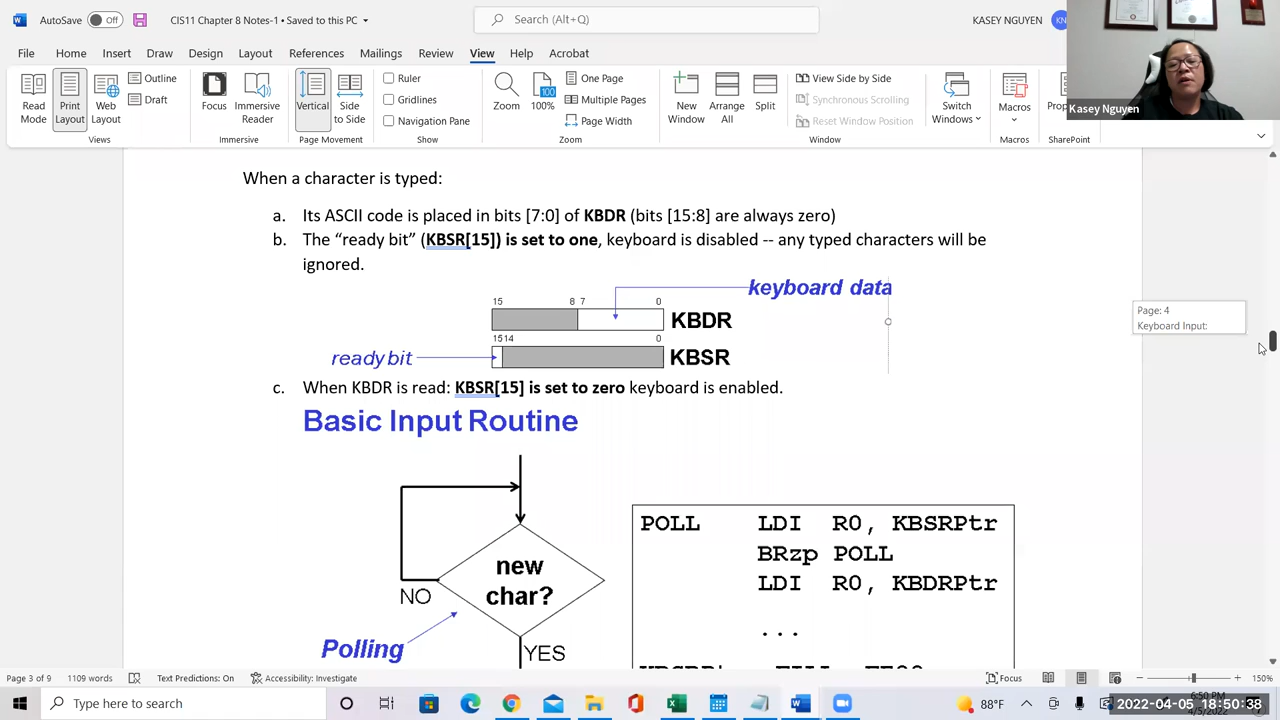 AutoSave Off CIS11 Chapter 8 Notes-1 • Saved to this PC Search (Alt+Q) KASEY NGUYEN KN
File Home Insert Draw Design Layout References Mailings Review View Help Acrobat
Read Mode Print Layout Web Layout Outline Draft Views
Focus Immersive Reader Immersive
Vertical Side to Side Page Movement
Ruler Gridlines Navigation Pane Show
Zoom 100 100% One Page Multiple Pages Page Width Zoom
New Window Arrange All Split View Side by Side Synchronous Scrolling Reset Window Position Switch Windows Window
Macros Macros
SharePoint
Kasey Nguyen
When a character is typed:
a. Its ASCII code is placed in bits [7:0] of KBDR (bits [15:8] are always zero)
b. The “ready bit” (KBSR[15]) is set to one, keyboard is disabled -- any typed characters will be
ignored.
keyboard data
15 8 7 0
KBDR
15 14 0
ready bit KBSR
Page: 4
Keyboard Input:
c. When KBDR is read: KBSR[15] is set to zero keyboard is enabled.
Basic Input Routine
new
char?
NO
Polling
YES
POLL LDI R0, KBSRPtr
BRzp POLL
LDI R0, KBDRPtr
...
Page 3 of 9 1109 words Text Predictions: On Accessibility: Investigate Focus 150%
Type here to search 88°F 6:50 PM 4/5/2022
2022-04-05 18:50:38